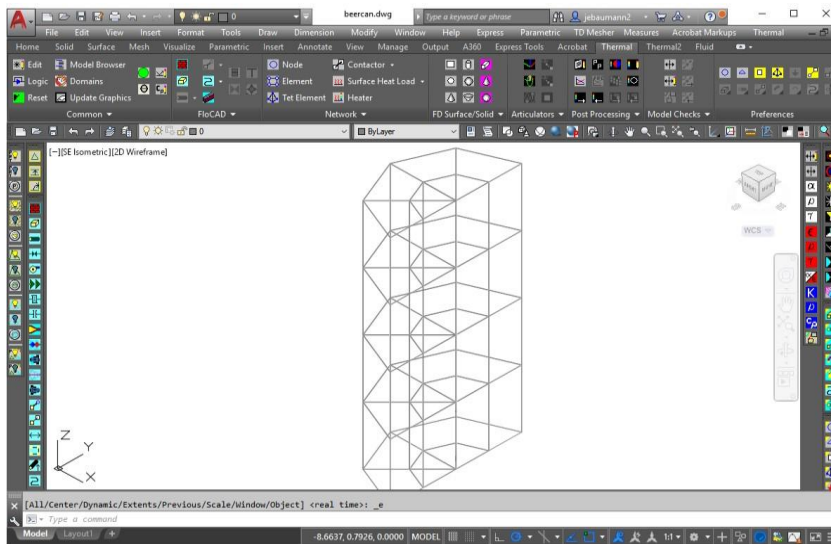 beercan.dwg
Type a keyword or phrase
jebaumann2
File Edit View Insert Format Tools Draw Dimension Modify Window Help Express Parametric TD Mesher Measures Acrobat Markups Thermal
Home Solid Surface Mesh Visualize Parametric Insert Annotate View Manage Output A360 Express Tools Acrobat Thermal Thermal2 Fluid
Edit Model Browser Node Contactor
Logic Domains Element Surface Heat Load
Reset Update Graphics Tet Element Heater
Common FloCAD Network FD Surface/Solid Articulators Post Processing Model Checks Preferences
0 ByLayer
[−][SE Isometric][2D Wireframe]
WCS
Z
Y
X
[All/Center/Dynamic/Extents/Previous/Scale/Window/Object] <real time>: _e
Type a command
Model Layout1 + -8.6637, 0.7926, 0.0000 MODEL 1:1